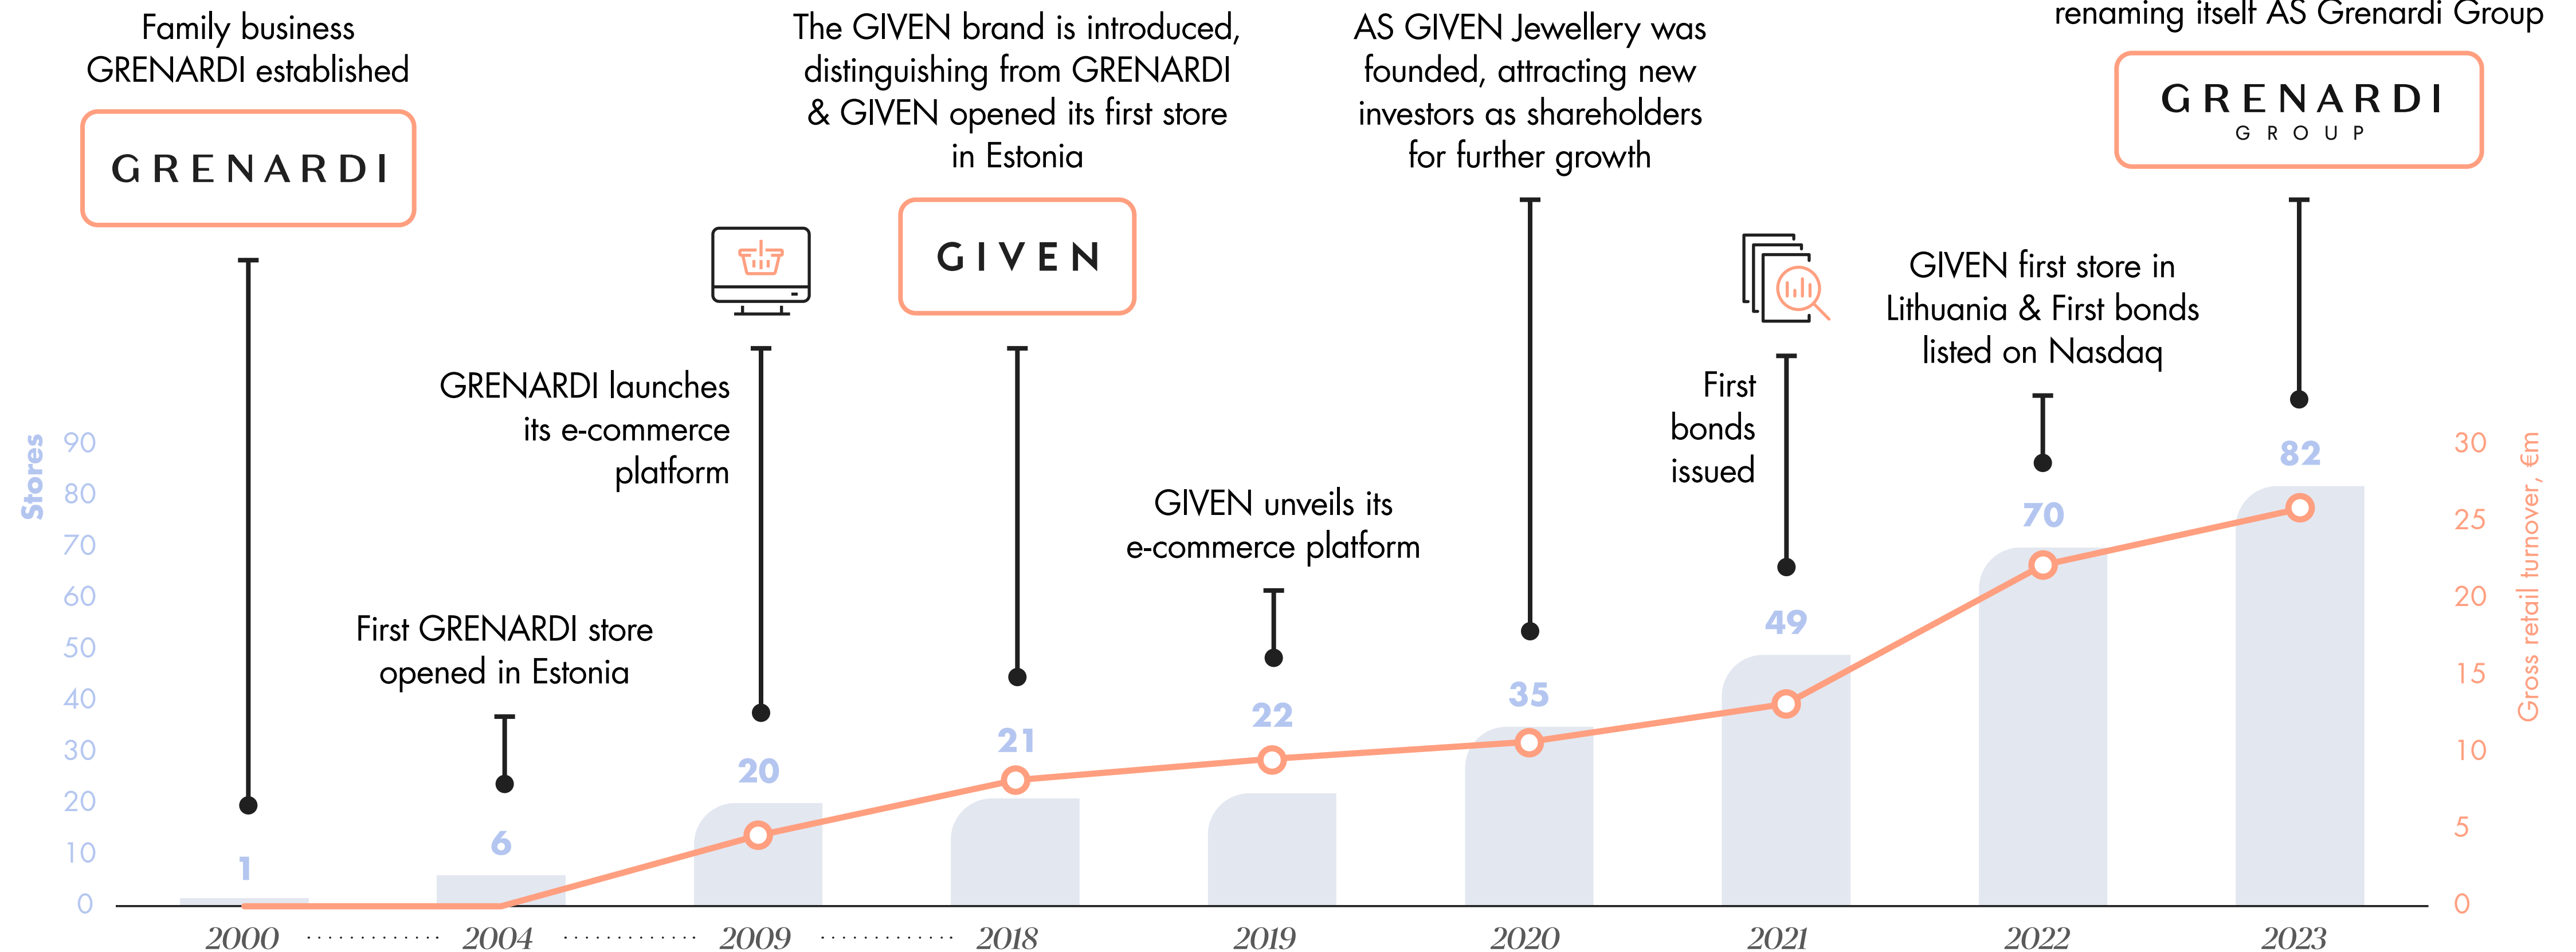 renaming itself AS Grenardi Group
GRENARDI
GROUP
Family business
GRENARDI established
GRENARDI
The GIVEN brand is introduced,
distinguishing from GRENARDI
& GIVEN opened its first store
in Estonia
GIVEN
AS GIVEN Jewellery was
founded, attracting new
investors as shareholders
for further growth
GIVEN first store in
Lithuania & First bonds
listed on Nasdaq
GRENARDI launches
its e-commerce
platform
First
bonds
issued
GIVEN unveils its
e-commerce platform
First GRENARDI store
opened in Estonia
Stores
90
80
70
60
50
40
30
20
10
0
1
6
20
21
22
35
49
70
82
30
25
20
15
10
5
0
Gross retail turnover, €m
2000
2004
2009
2018
2019
2020
2021
2022
2023